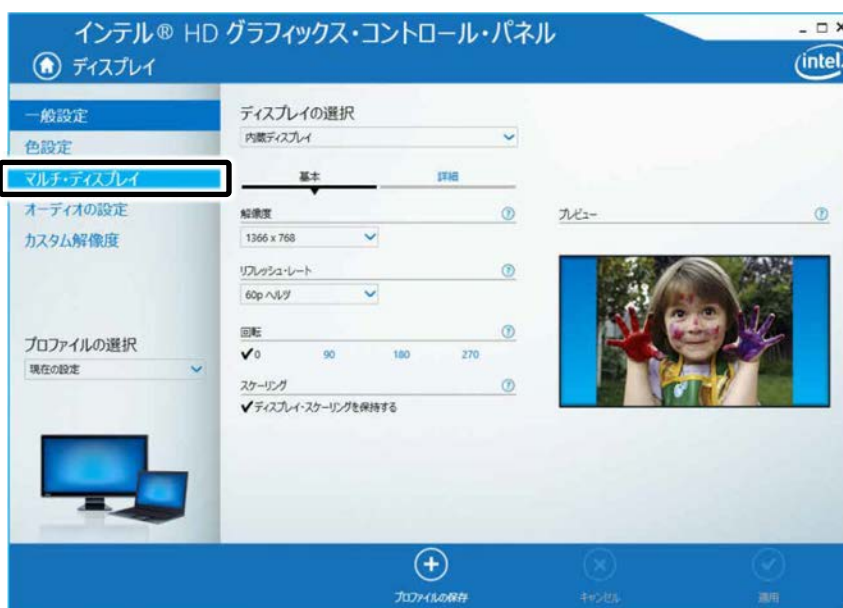 インテル® HD グラフィックス・コントロール・パネル
ディスプレイ
intel
一般設定
色設定
マルチ・ディスプレイ
オーディオの設定
カスタム解像度
プロファイルの選択
現在の設定
ディスプレイの選択
内蔵ディスプレイ
基本 詳細
解像度 ?
1366 x 768
リフレッシュ・レート ?
60p ヘルツ
回転 ?
0 90 180 270
スケーリング ?
ディスプレイ・スケーリングを保持する
プレビュー ?
プロファイルの保存 キャンセル 適用